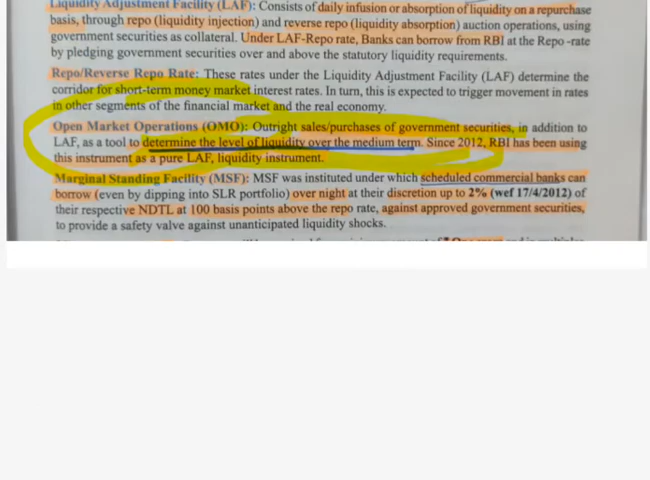 Liquidity Adjustment Facility (LAF): Consists of daily infusion or absorption of liquidity on a repurchase
basis, through repo (liquidity injection) and reverse repo (liquidity absorption) auction operations, using
government securities as collateral. Under LAF-Repo rate, Banks can borrow from RBI at the Repo-rate
by pledging government securities over and above the statutory liquidity requirements.
Repo/Reverse Repo Rate: These rates under the Liquidity Adjustment Facility (LAF) determine the
corridor for short-term money market interest rates. In turn, this is expected to trigger movement in rates
in other segments of the financial market and the real economy.
Open Market Operations (OMO): Outright sales/purchases of government securities, in addition to
LAF, as a tool to determine the level of liquidity over the medium term. Since 2012, RBI has been using
this instrument as a pure LAF, liquidity instrument.
Marginal Standing Facility (MSF): MSF was instituted under which scheduled commercial banks can
borrow (even by dipping into SLR portfolio) over night at their discretion up to 2% (wef 17/4/2012) of
their respective NDTL at 100 basis points above the repo rate, against approved government securities,
to provide a safety valve against unanticipated liquidity shocks.